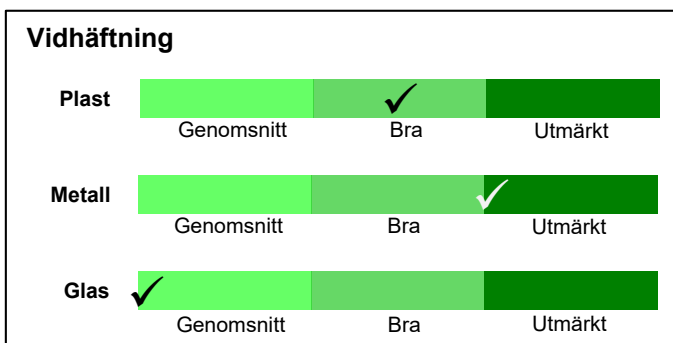 Vidhäftning
Plast
Genomsnitt Bra Utmärkt
Metall
Genomsnitt Bra Utmärkt
Glas
Genomsnitt Bra Utmärkt